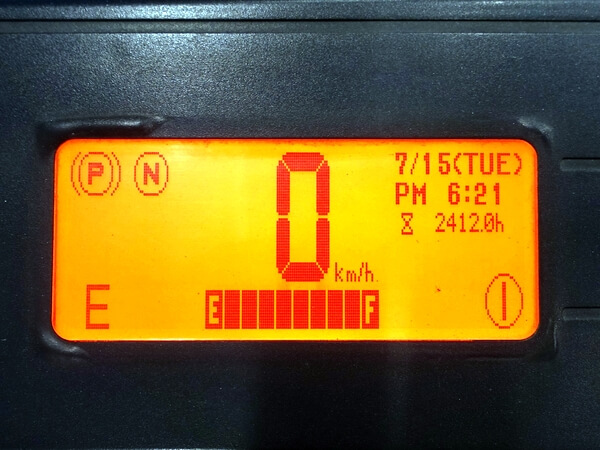 P N
0 km/h.
7/15(TUE)
PM 6:21
2412.0h
E
E F
I